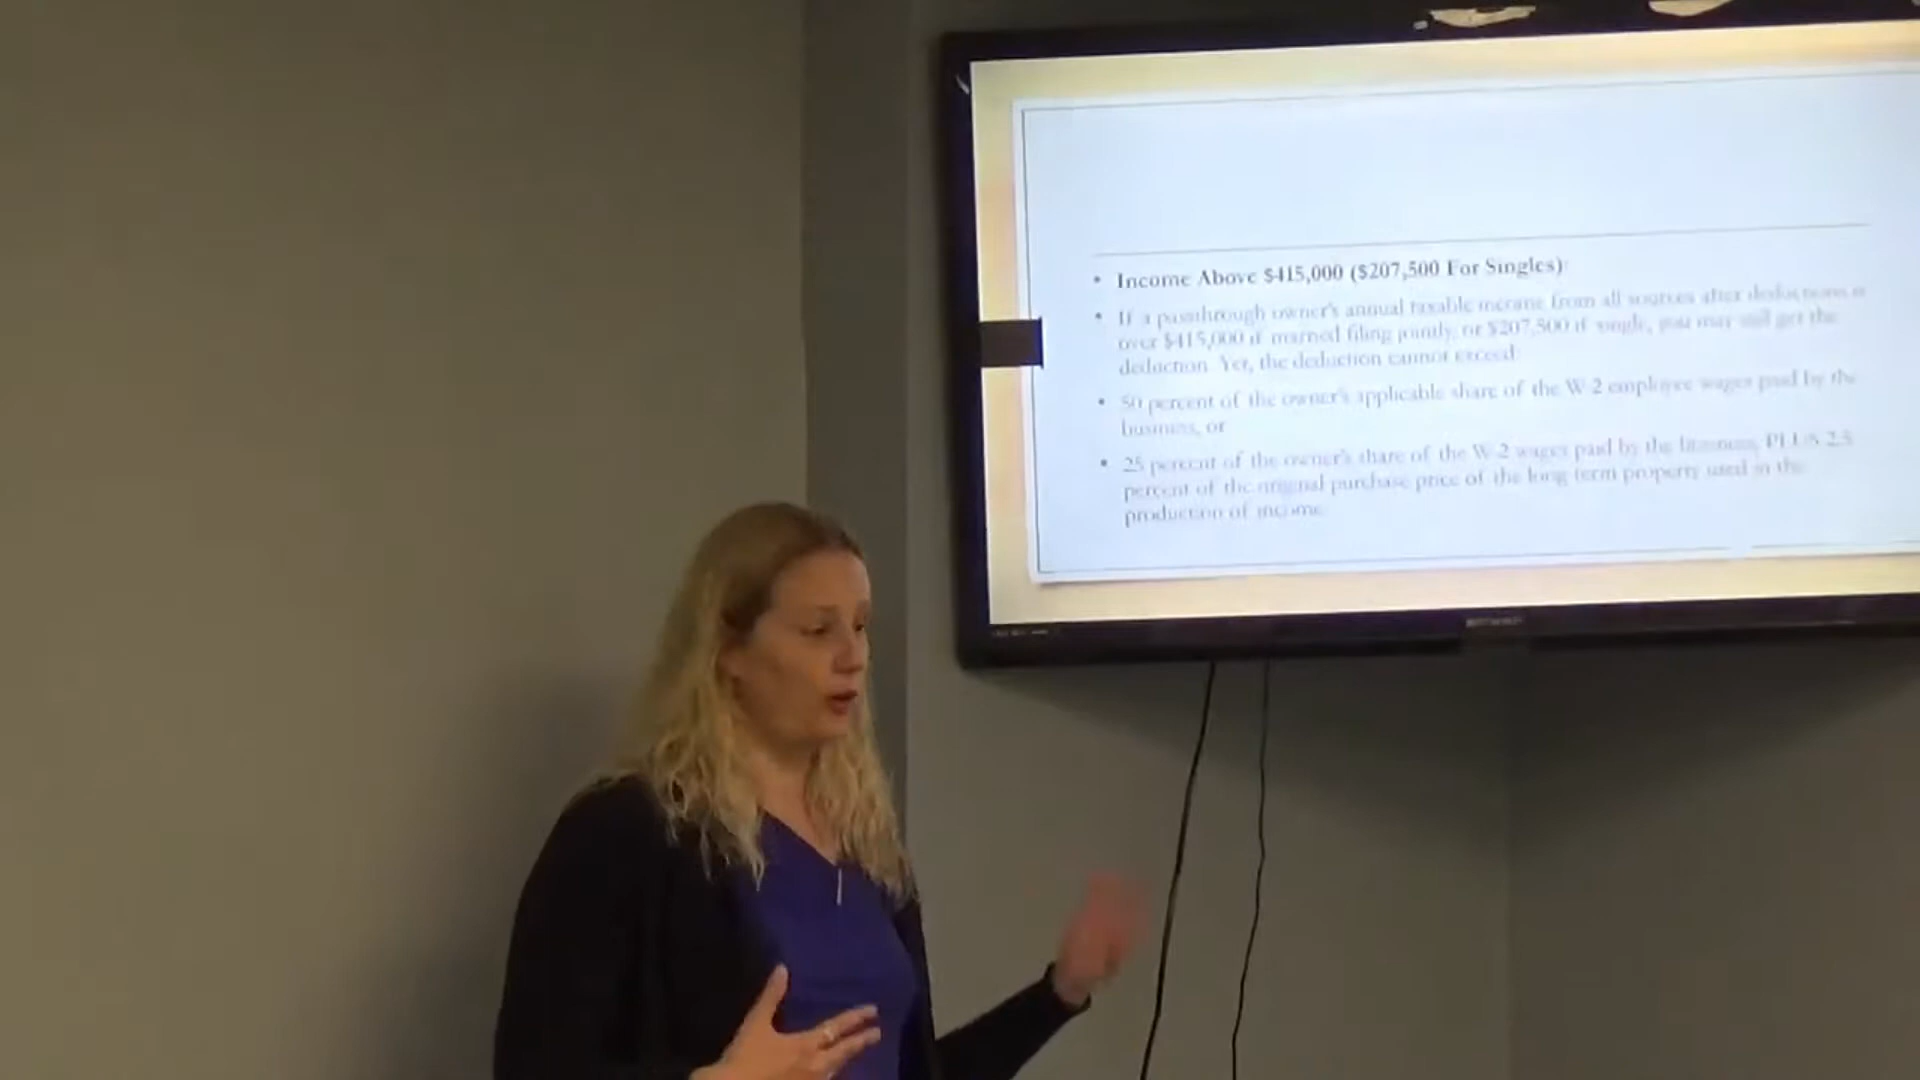 • Income Above $415,000 ($207,500 For Singles):
• If a passthrough owner's annual taxable income from all sources after deductions is
over $415,000 if married filing jointly, or $207,500 if single, you may still get the
deduction. Yet, the deduction cannot exceed:
• 50 percent of the owner's applicable share of the W-2 employee wages paid by the
business, or
• 25 percent of the owner's share of the W-2 wages paid by the business, PLUS 2.5
percent of the original purchase price of the long term property used in the
production of income